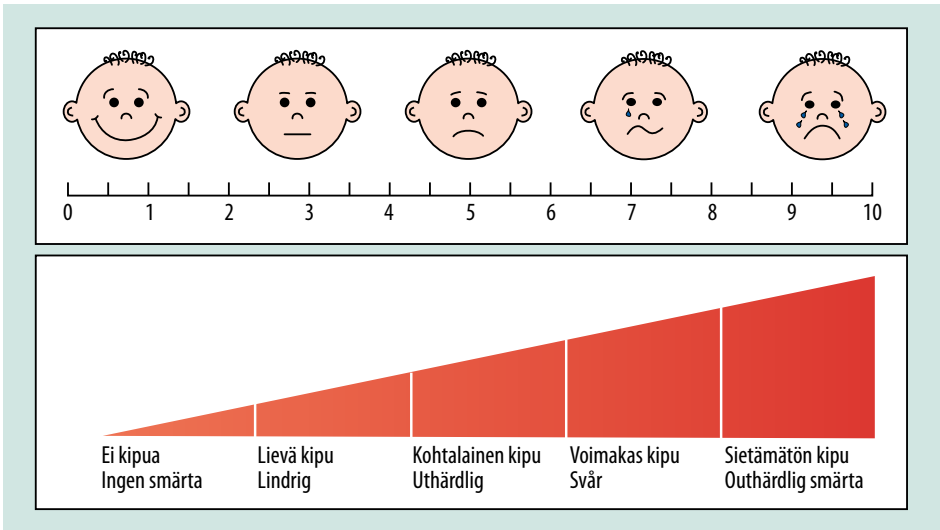 0 1 2 3 4 5 6 7 8 9 10
Ei kipua
Ingen smärta
Lievä kipu
Lindrig
Kohtalainen kipu
Uthärdlig
Voimakas kipu
Svår
Sietämätön kipu
Outhärdlig smärta